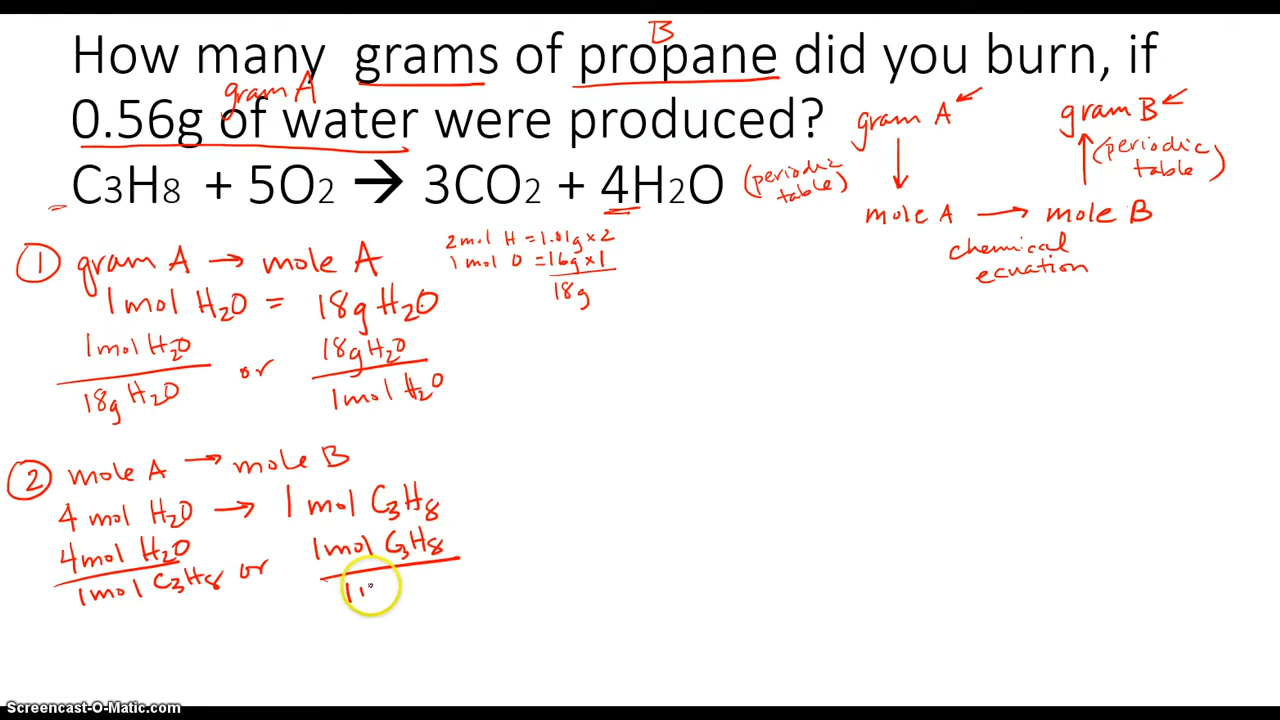 How many grams of propane did you burn, if
B
gram A
0.56g of water were produced?
C3H8 + 5O2 → 3CO2 + 4H2O
(periodic
table)
gram A
gram B
(periodic
table)
mole A → mole B
chemical
ecuation
① gram A → mole A
1 mol H2O = 18g H2O
2 mol H = 1.01g x 2
1 mol O = 16g x 1
18g
1 mol H2O
18g H2O
or
18g H2O
1 mol H2O
② mole A → mole B
4 mol H2O → 1 mol C3H8
4 mol H2O
1 mol C3H8
or
1 mol C3H8
Screencast-O-Matic.com